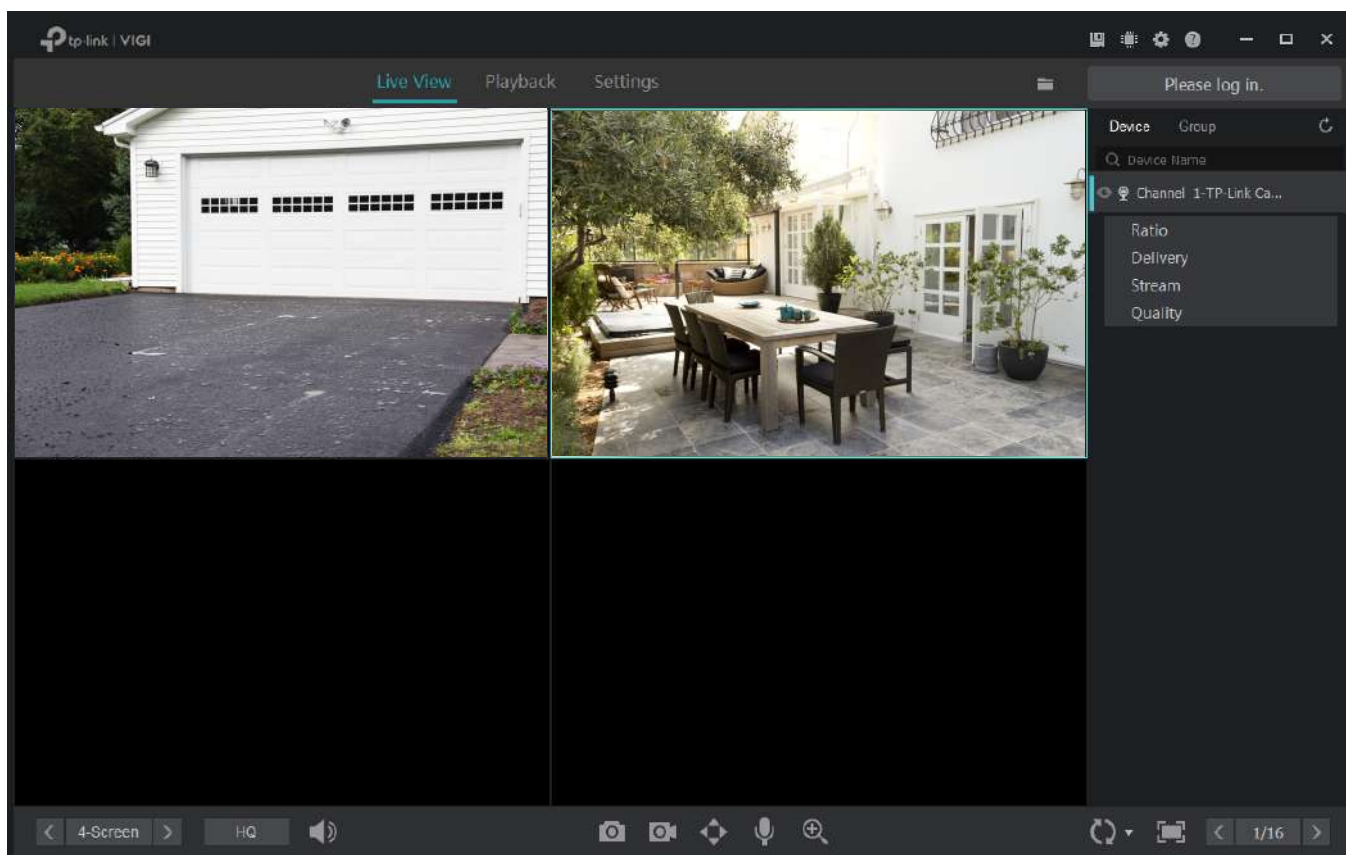 tp-link | VIGI
Live View Playback Settings
Please log in.
Device Group
Device Name
Channel 1-TP-Link Ca...
Ratio
Delivery
Stream
Quality
4-Screen HQ 1/16